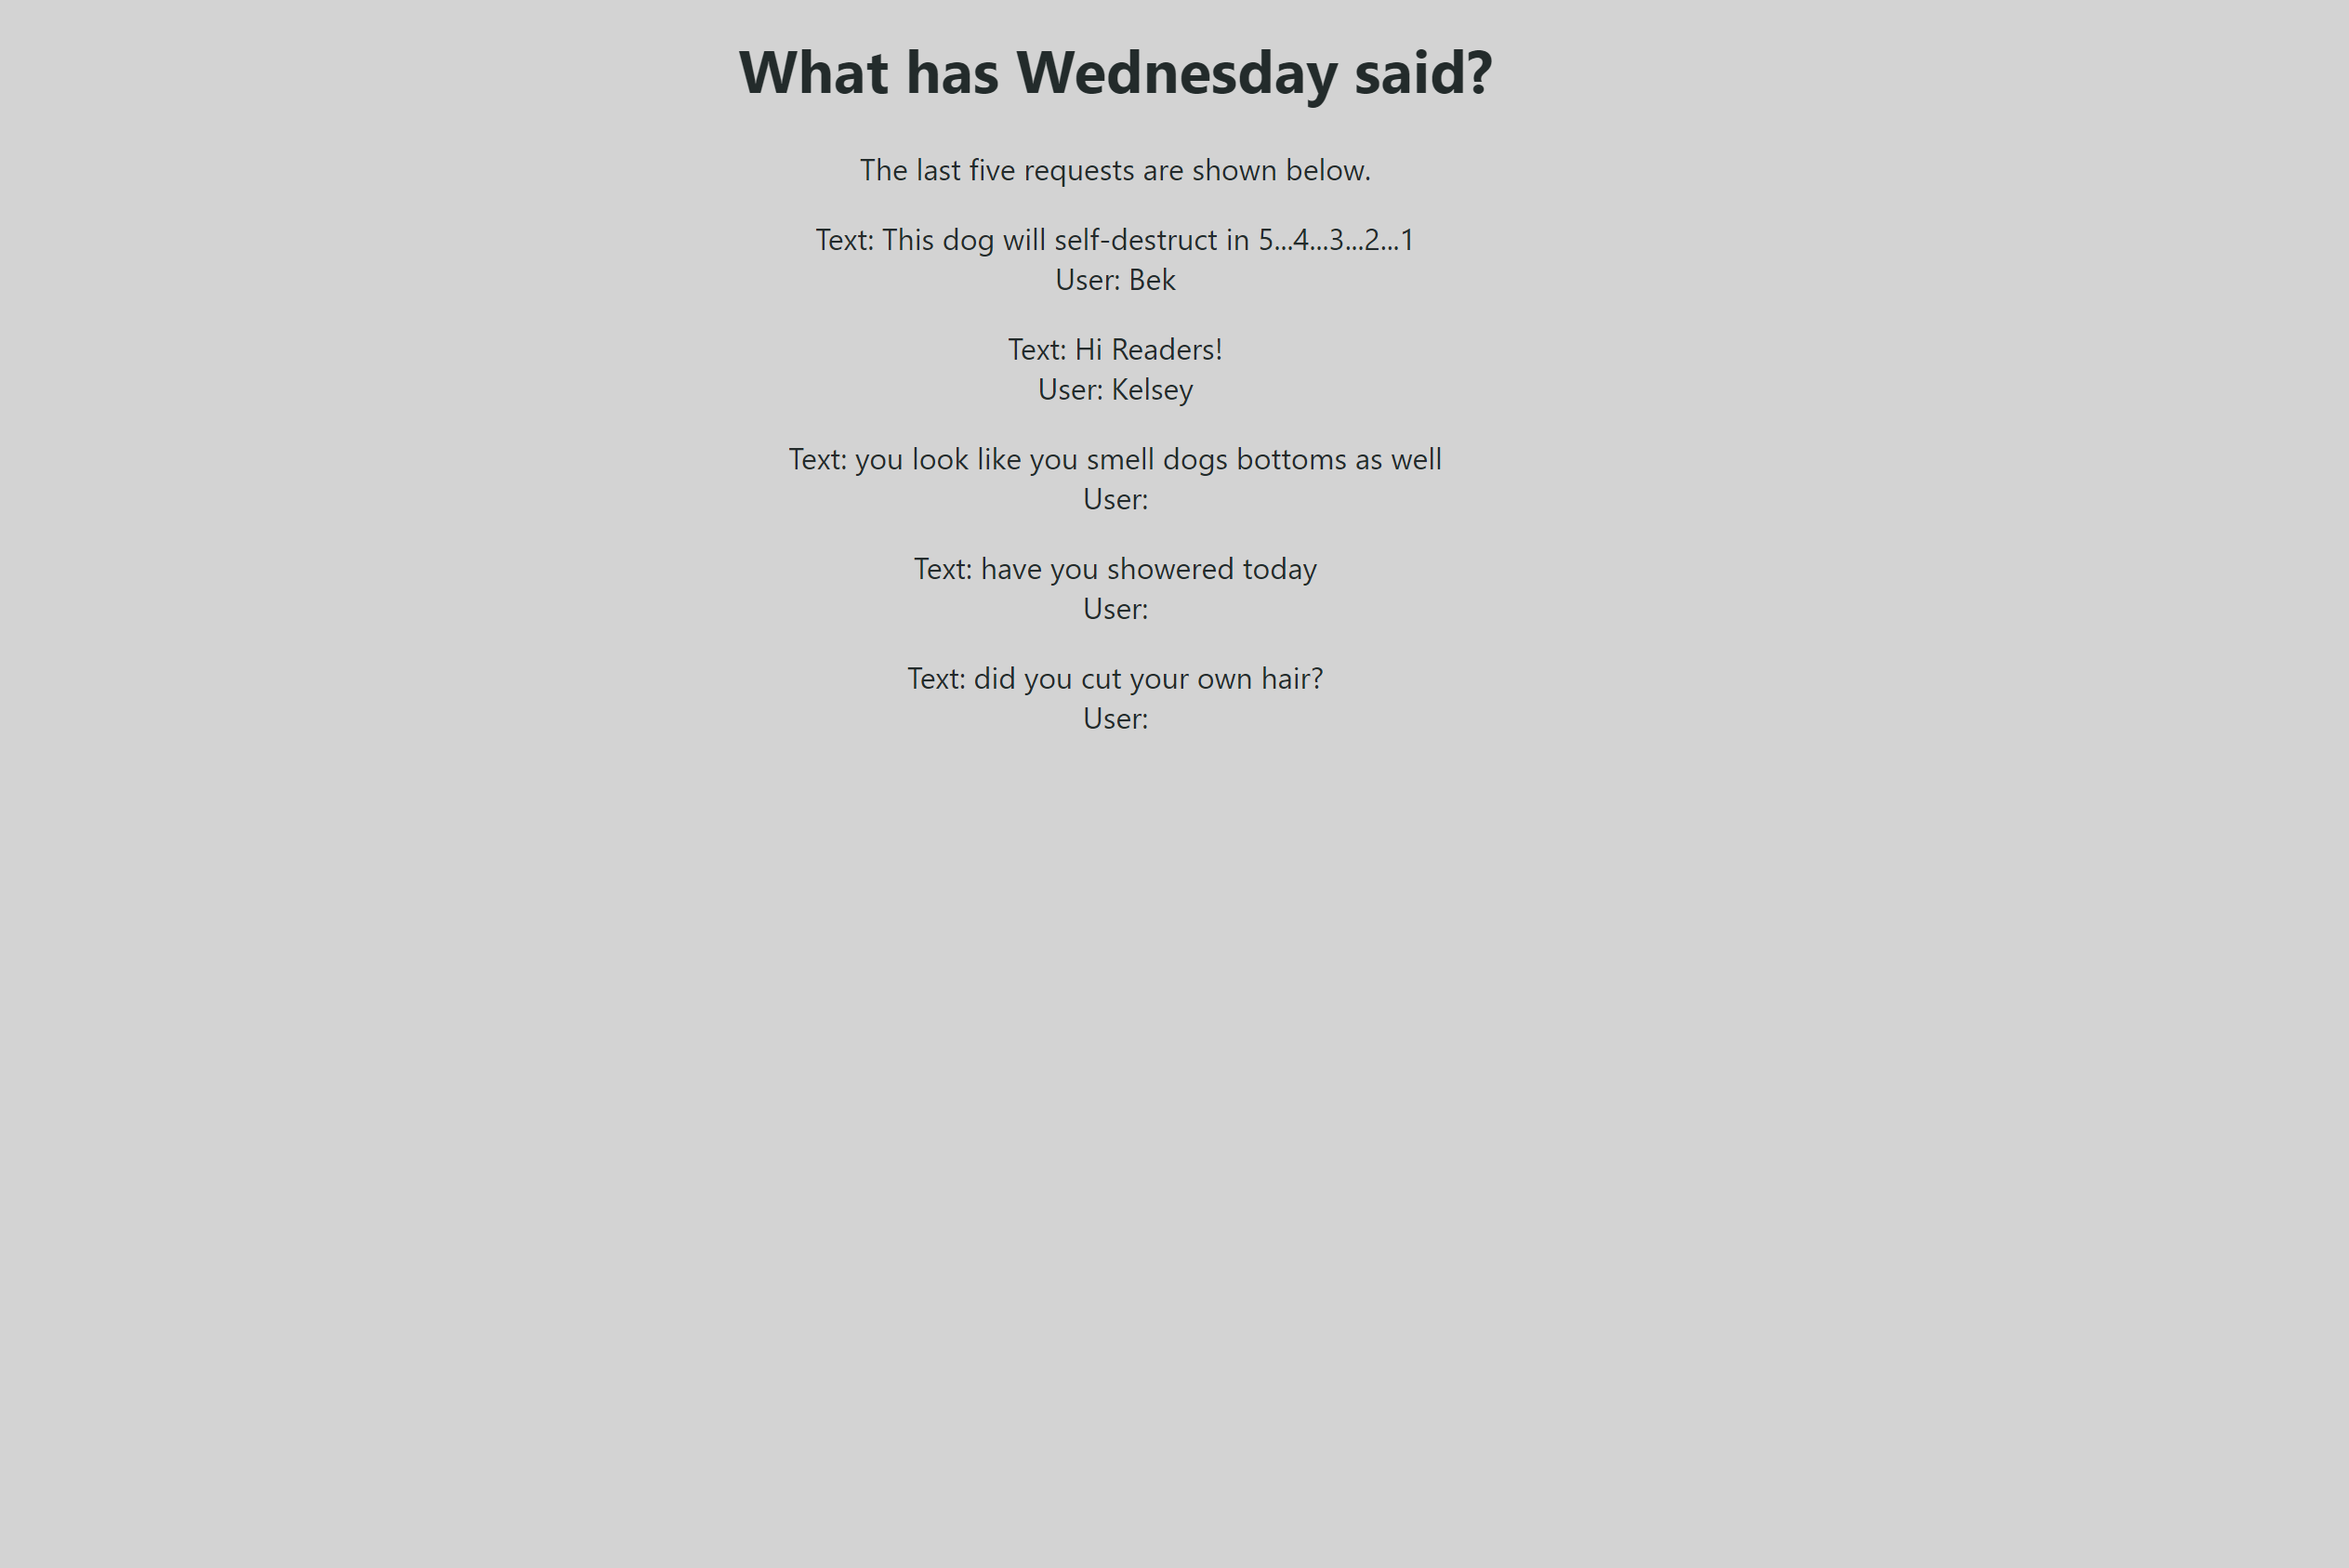 What has Wednesday said?
The last five requests are shown below.
Text: This dog will self-destruct in 5...4...3...2...1
User: Bek
Text: Hi Readers!
User: Kelsey
Text: you look like you smell dogs bottoms as well
User:
Text: have you showered today
User:
Text: did you cut your own hair?
User: